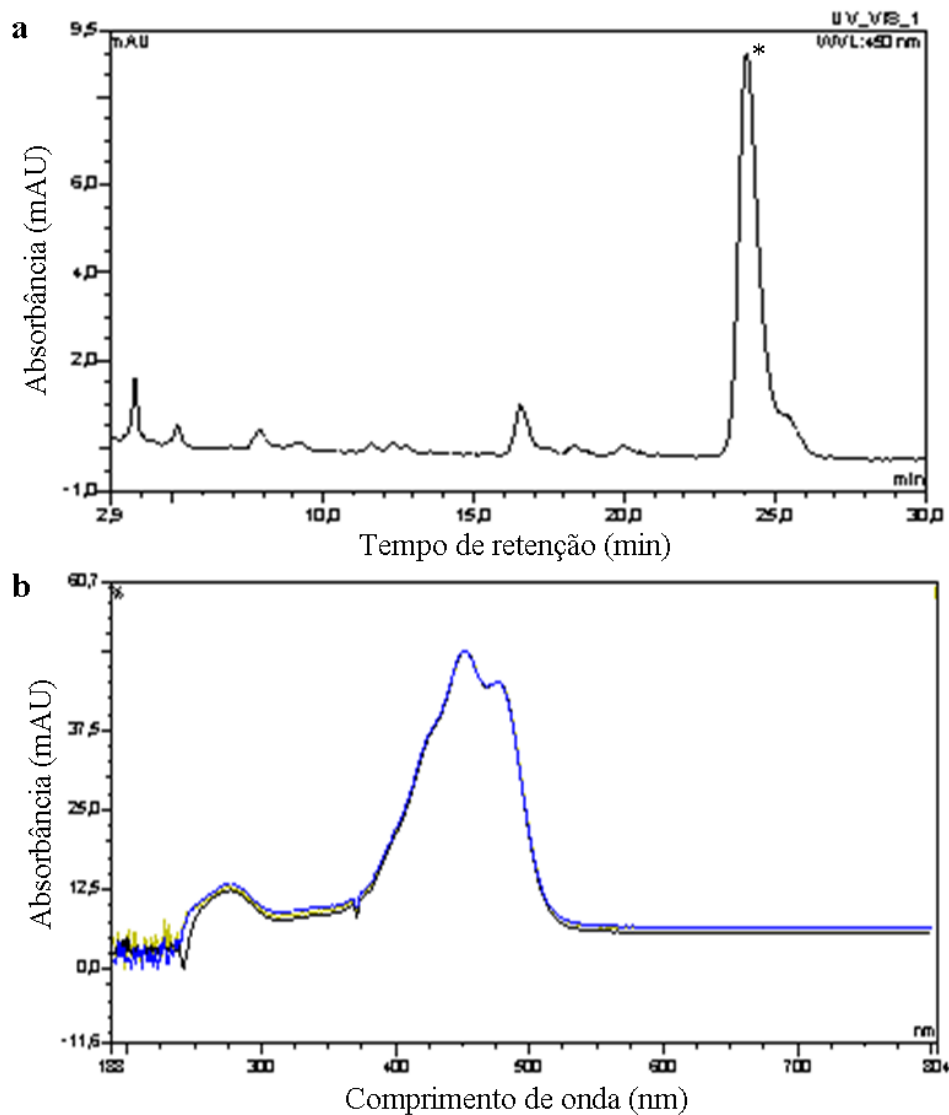 a
UV_VIS_1
WVL:450 nm
9,5
mAU
*
6,0
4,0
2,0
-1,0
Absorbância (mAU)
min
2,9
10,0
15,0
20,0
25,0
30,0
Tempo de retenção (min)
b
60,7
%
37,5
25,0
12,5
0,0
-11,6
Absorbância (mAU)
nm
188
300
400
500
600
700
804
Comprimento de onda (nm)